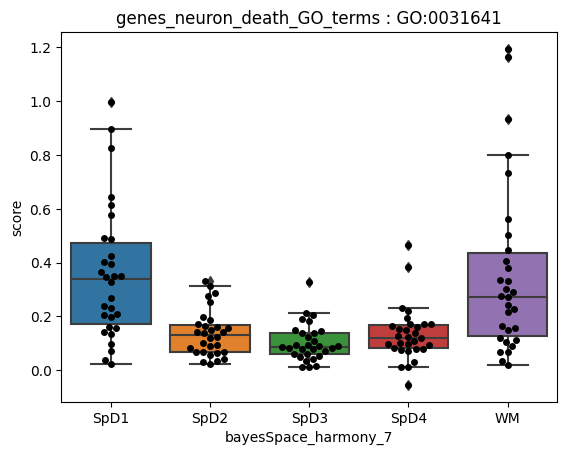 genes_neuron_death_GO_terms : GO:0031641
score
1.2
1.0
0.8
0.6
0.4
0.2
0.0
SpD1 SpD2 SpD3 SpD4 WM
bayesSpace_harmony_7